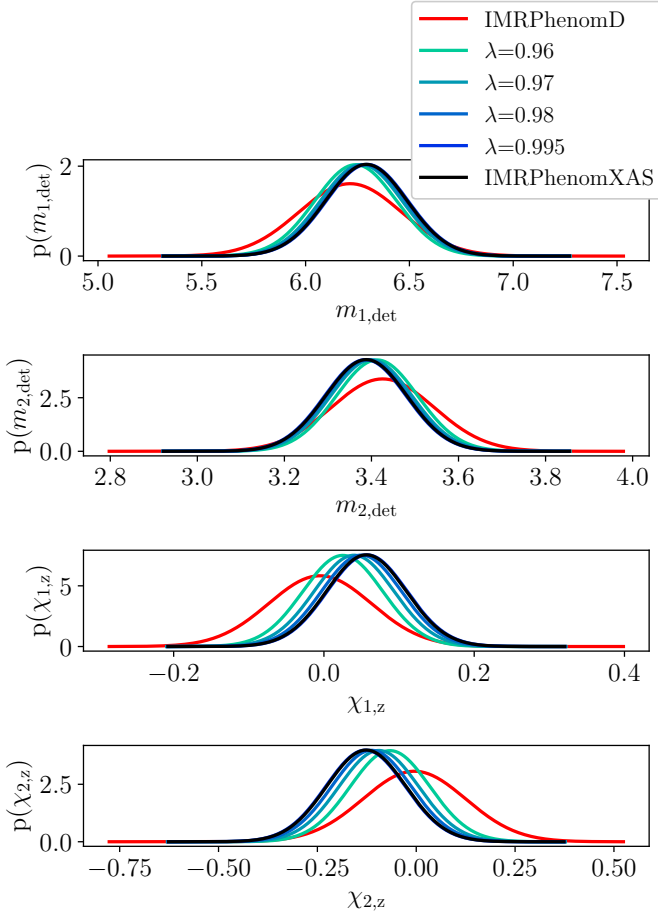 IMRPhenomD
λ=0.96
λ=0.97
λ=0.98
λ=0.995
IMRPhenomXAS
p(m₁,det)
2
0
5.0 5.5 6.0 6.5 7.0 7.5
m₁,det
p(m₂,det)
2.5
0.0
2.8 3.0 3.2 3.4 3.6 3.8 4.0
m₂,det
p(χ₁,z)
5
0
−0.2 0.0 0.2 0.4
χ₁,z
p(χ₂,z)
2.5
0.0
−0.75 −0.50 −0.25 0.00 0.25 0.50
χ₂,z